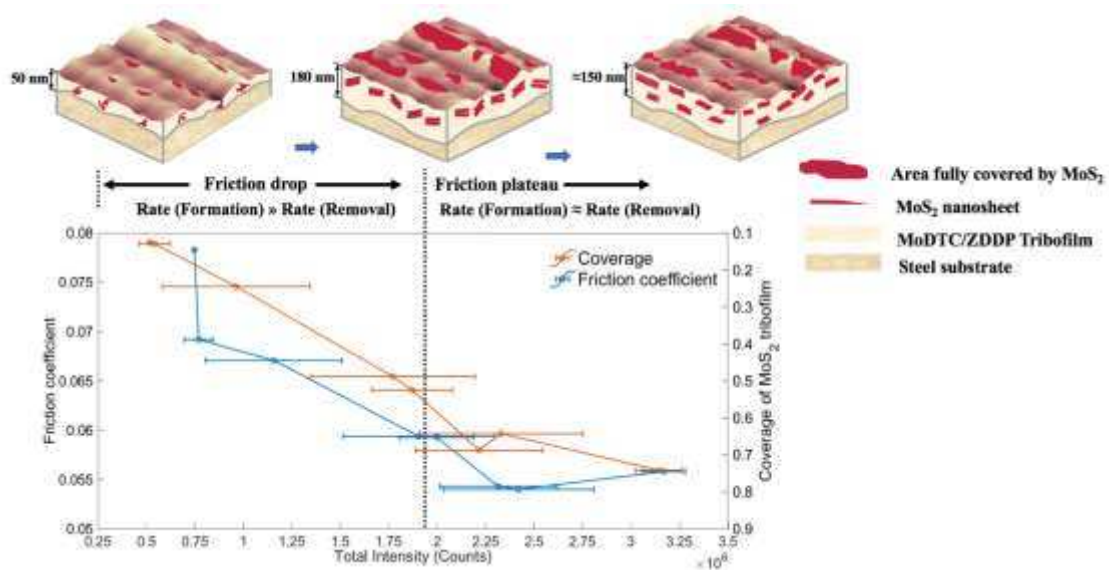 50 nm
180 nm
≈150 nm
Friction drop
Friction plateau
Rate (Formation) » Rate (Removal)
Rate (Formation) ≈ Rate (Removal)
Area fully covered by MoS₂
MoS₂ nanosheet
MoDTC/ZDDP Tribofilm
Steel substrate
Coverage
Friction coefficient
Friction coefficient
0.08
0.075
0.07
0.065
0.06
0.055
0.05
Coverage of MoS₂ tribofilm
0.1
0.2
0.3
0.4
0.5
0.6
0.7
0.8
0.9
0.25 0.5 0.75 1 1.25 1.5 1.75 2 2.25 2.5 2.75 3 3.25 3.5
Total Intensity (Counts)
× 10⁶